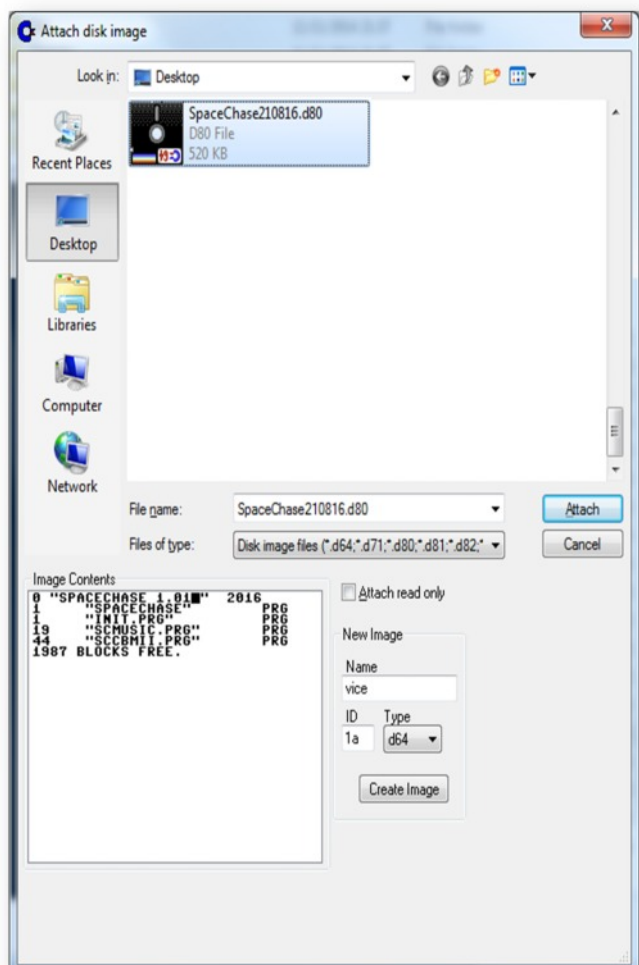 Attach disk image
Look in:
Desktop
SpaceChase210816.d80
D80 File
520 KB
Recent Places
Desktop
Libraries
Computer
Network
File name:
SpaceChase210816.d80
Attach
Files of type:
Disk image files (*.d64;*.d71;*.d80;*.d81;*.d82;*
Cancel
Image Contents
0 "SPACECHASE 1.01■" 2016
1 "SPACECHASE" PRG
1 "INIT.PRG" PRG
19 "SCMUSIC.PRG" PRG
44 "SCCBMII.PRG" PRG
1987 BLOCKS FREE.
Attach read only
New Image
Name
vice
ID Type
1a d64
Create Image